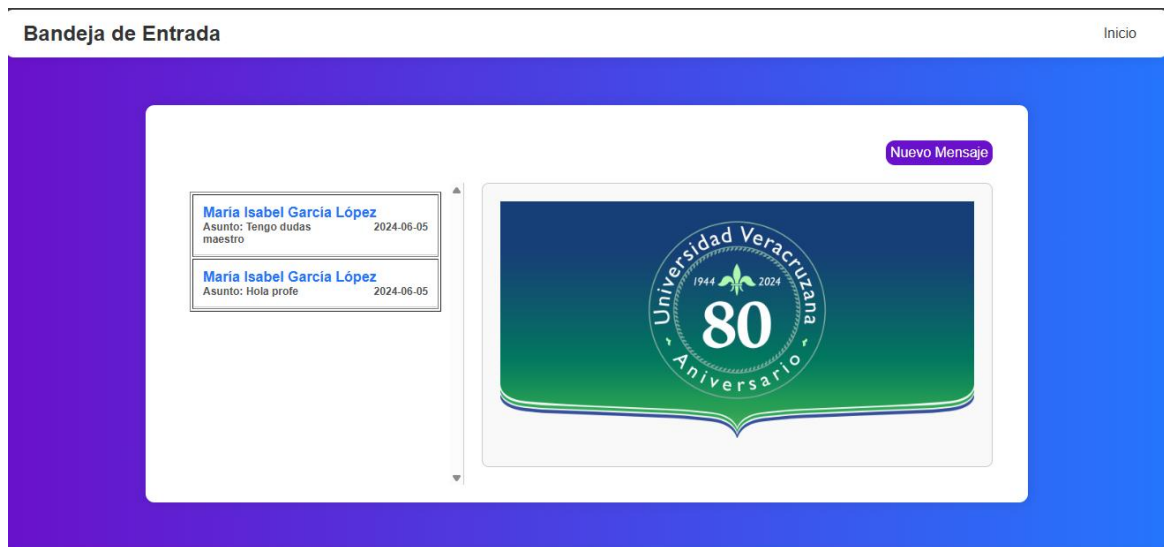 Bandeja de Entrada
Inicio
Nuevo Mensaje
María Isabel García López
Asunto: Tengo dudas 2024-06-05
maestro
María Isabel García López
Asunto: Hola profe 2024-06-05
Universidad Veracruzana
1944 2024
80
Aniversario